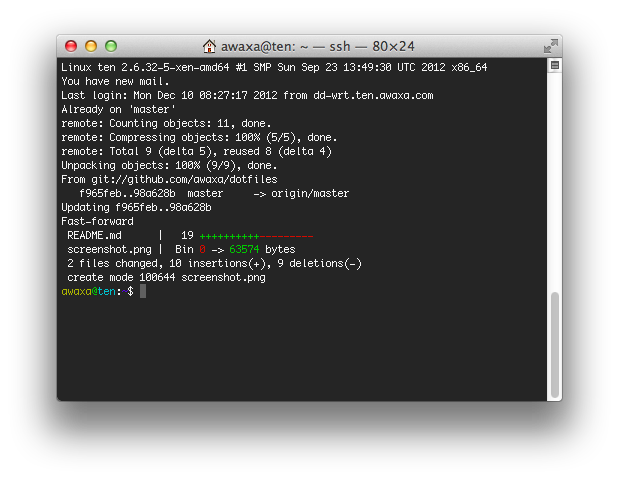 awaxa@ten: ~ — ssh — 80×24
Linux ten 2.6.32-5-xen-amd64 #1 SMP Sun Sep 23 13:49:30 UTC 2012 x86_64
You have new mail.
Last login: Mon Dec 10 08:27:17 2012 from dd-wrt.ten.awaxa.com
Already on 'master'
remote: Counting objects: 11, done.
remote: Compressing objects: 100% (5/5), done.
remote: Total 9 (delta 5), reused 8 (delta 4)
Unpacking objects: 100% (9/9), done.
From git://github.com/awaxa/dotfiles
   f965feb..98a628b  master     -> origin/master
Updating f965feb..98a628b
Fast-forward
 README.md      |   19 ++++++++++---------
 screenshot.png |  Bin 0 -> 63574 bytes
 2 files changed, 10 insertions(+), 9 deletions(-)
 create mode 100644 screenshot.png
awaxa@ten: $